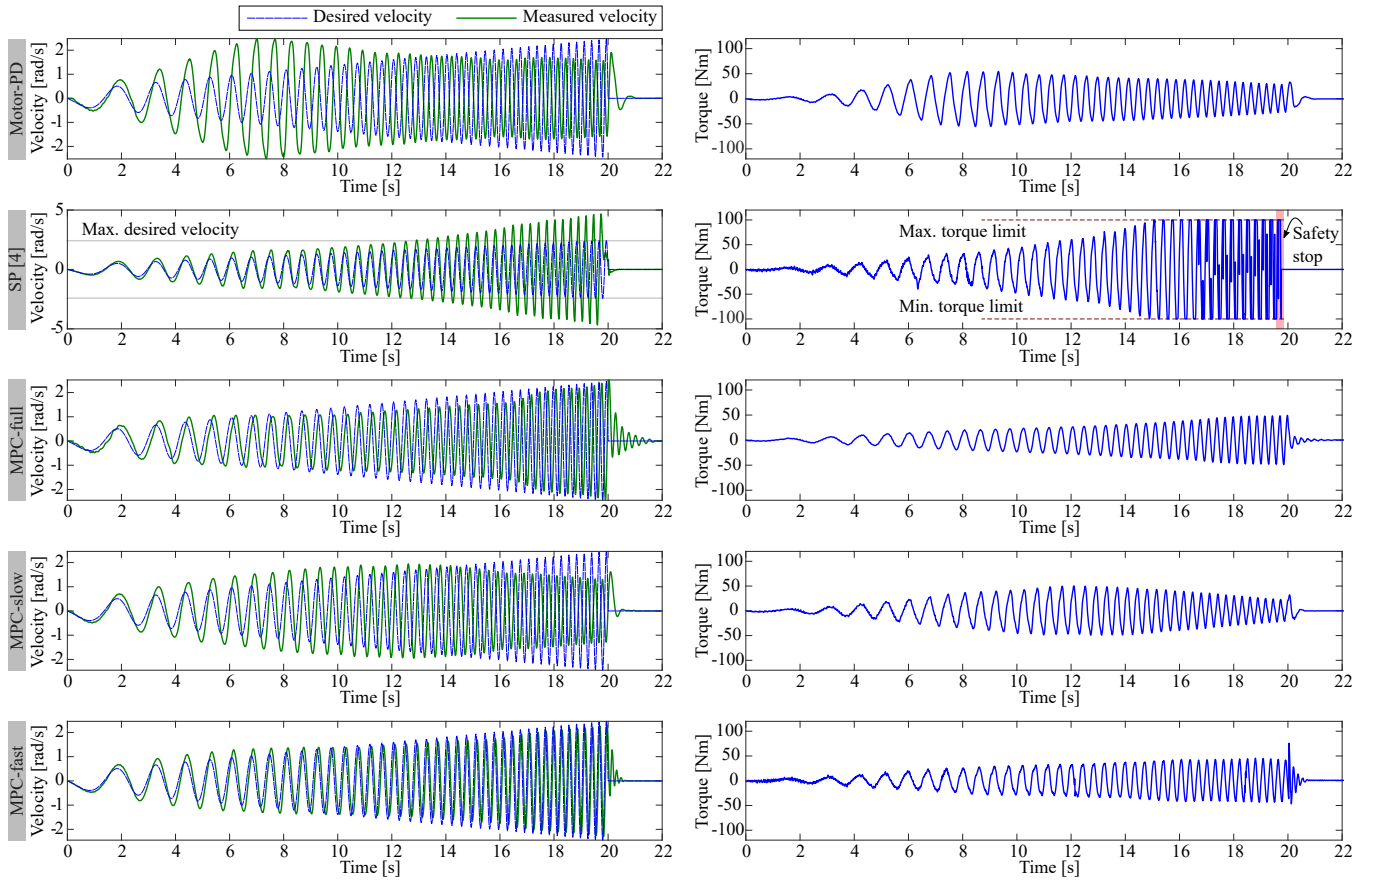 Desired velocity Measured velocity
Motor-PD
Velocity [rad/s]
2
1
0
-1
-2
0 2 4 6 8 10 12 14 16 18 20 22
Time [s]
Torque [Nm]
100
50
0
-50
-100
0 2 4 6 8 10 12 14 16 18 20 22
Time [s]
SP [4]
Velocity [rad/s]
5
0
-5
Max. desired velocity
0 2 4 6 8 10 12 14 16 18 20 22
Time [s]
Torque [Nm]
100
50
0
-50
-100
Max. torque limit
Min. torque limit
Safety
stop
0 2 4 6 8 10 12 14 16 18 20 22
Time [s]
MPC-full
Velocity [rad/s]
2
1
0
-1
-2
0 2 4 6 8 10 12 14 16 18 20 22
Time [s]
Torque [Nm]
100
50
0
-50
-100
0 2 4 6 8 10 12 14 16 18 20 22
Time [s]
MPC-slow
Velocity [rad/s]
2
1
0
-1
-2
0 2 4 6 8 10 12 14 16 18 20 22
Time [s]
Torque [Nm]
100
50
0
-50
-100
0 2 4 6 8 10 12 14 16 18 20 22
Time [s]
MPC-fast
Velocity [rad/s]
2
1
0
-1
-2
0 2 4 6 8 10 12 14 16 18 20 22
Time [s]
Torque [Nm]
100
50
0
-50
-100
0 2 4 6 8 10 12 14 16 18 20 22
Time [s]